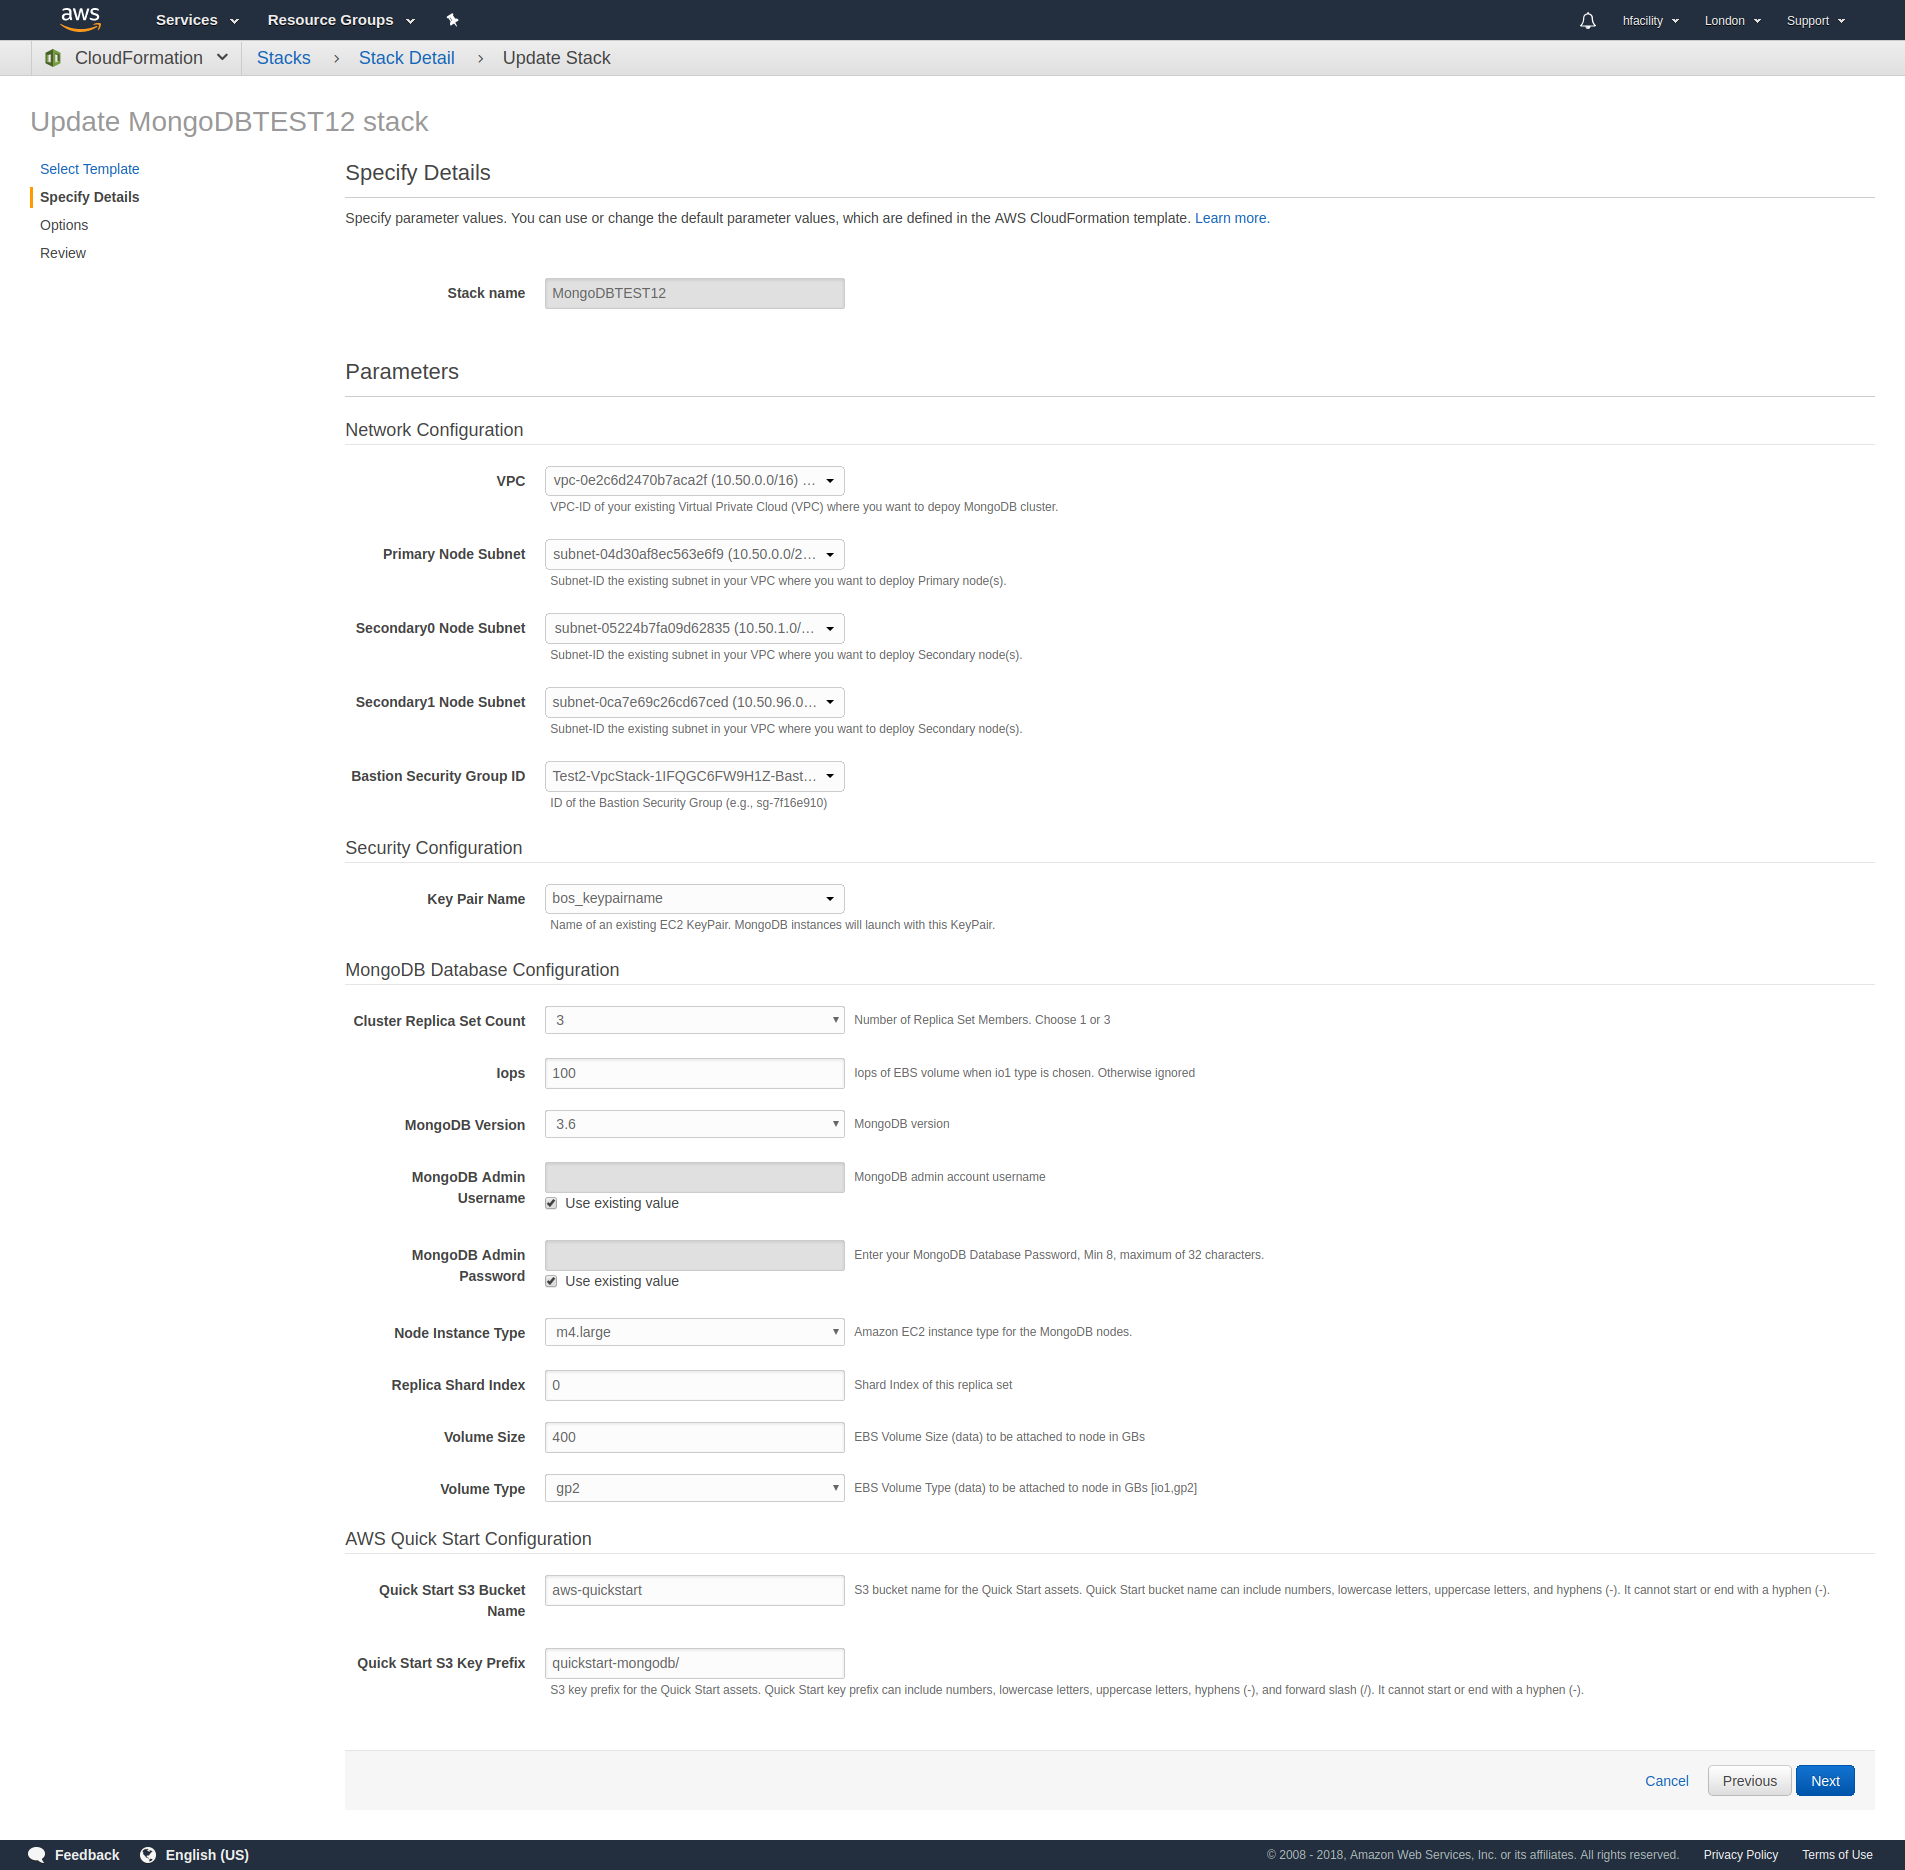 aws Services Resource Groups hfacility London Support
CloudFormation Stacks > Stack Detail > Update Stack
Update MongoDBTEST12 stack
Select Template
Specify Details
Options
Review
Specify Details
Specify parameter values. You can use or change the default parameter values, which are defined in the AWS CloudFormation template. Learn more.
Stack name MongoDBTEST12
Parameters
Network Configuration
VPC vpc-0e2c6d2470b7aca2f (10.50.0.0/16) ...
VPC-ID of your existing Virtual Private Cloud (VPC) where you want to depoy MongoDB cluster.
Primary Node Subnet subnet-04d30af8ec563e6f9 (10.50.0.0/2...
Subnet-ID the existing subnet in your VPC where you want to deploy Primary node(s).
Secondary0 Node Subnet subnet-05224b7fa09d62835 (10.50.1.0/...
Subnet-ID the existing subnet in your VPC where you want to deploy Secondary node(s).
Secondary1 Node Subnet subnet-0ca7e69c26cd67ced (10.50.96.0...
Subnet-ID the existing subnet in your VPC where you want to deploy Secondary node(s).
Bastion Security Group ID Test2-VpcStack-1IFQGC6FW9H1Z-Bast...
ID of the Bastion Security Group (e.g., sg-7f16e910)
Security Configuration
Key Pair Name bos_keypairname
Name of an existing EC2 KeyPair. MongoDB instances will launch with this KeyPair.
MongoDB Database Configuration
Cluster Replica Set Count 3 Number of Replica Set Members. Choose 1 or 3
Iops 100 Iops of EBS volume when io1 type is chosen. Otherwise ignored
MongoDB Version 3.6 MongoDB version
MongoDB Admin MongoDB admin account username
Username
Use existing value
MongoDB Admin Enter your MongoDB Database Password, Min 8, maximum of 32 characters.
Password
Use existing value
Node Instance Type m4.large Amazon EC2 instance type for the MongoDB nodes.
Replica Shard Index 0 Shard Index of this replica set
Volume Size 400 EBS Volume Size (data) to be attached to node in GBs
Volume Type gp2 EBS Volume Type (data) to be attached to node in GBs [io1,gp2]
AWS Quick Start Configuration
Quick Start S3 Bucket aws-quickstart S3 bucket name for the Quick Start assets. Quick Start bucket name can include numbers, lowercase letters, uppercase letters, and hyphens (-). It cannot start or end with a hyphen (-).
Name
Quick Start S3 Key Prefix quickstart-mongodb/
S3 key prefix for the Quick Start assets. Quick Start key prefix can include numbers, lowercase letters, uppercase letters, hyphens (-), and forward slash (/). It cannot start or end with a hyphen (-).
Cancel Previous Next
Feedback English (US) © 2008 - 2018, Amazon Web Services, Inc. or its affiliates. All rights reserved. Privacy Policy Terms of Use